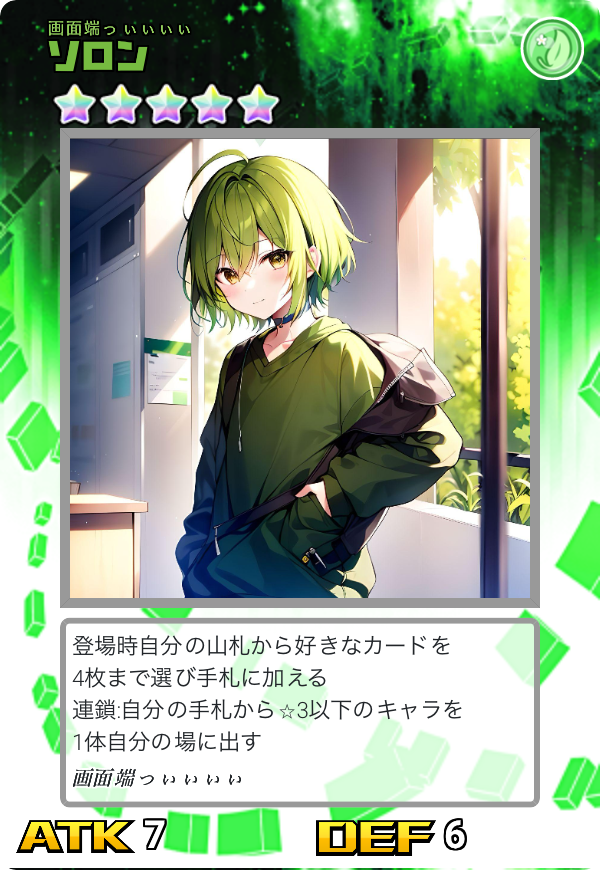 画面端っぃぃぃぃ
ソロン
登場時自分の山札から好きなカードを
4枚まで選び手札に加える
連鎖:自分の手札から☆3以下のキャラを
1体自分の場に出す
画面端っぃぃぃぃ
ATK 7 DEF 6